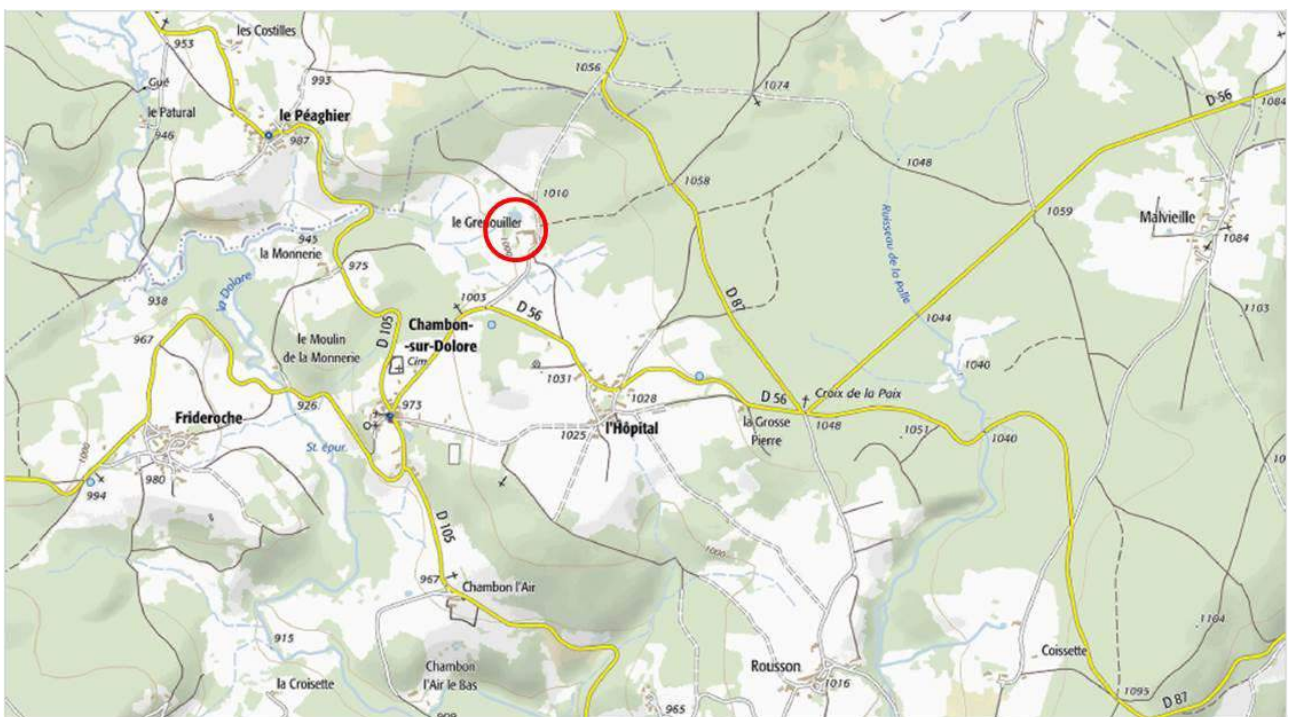 les Costilles
953
1056
Gué
993
1074
D 56
1084
le Patural
le Péaghier
946
987
1048
1058
1010
1059
Malvieille
le Grenouiller
1000
945
la Monnerie
1084
975
Ruisseau de la Palle
la Dolore
938
1003
D 56
D 87
1044
1103
967
D 105
Chambon-
-sur-Dolore
le Moulin
de la Monnerie
Cim.
1031
1040
926
973
1028
D 56
Croix de la Paix
Frideroche
l'Hôpital
la Grosse
Pierre
1048
1051
1040
1025
St. épur.
1000
980
994
D 105
1000
967
Chambon l'Air
1104
915
Coissette
Chambon
l'Air le Bas
Rousson
la Croisette
1016
965
1095
D 87